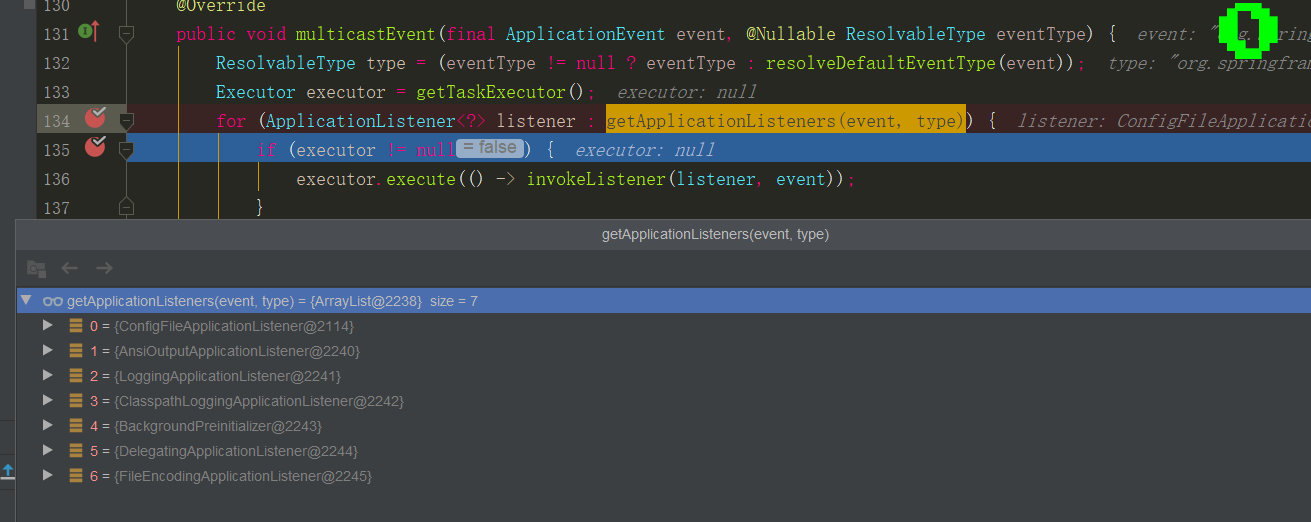 130 @Override
131 public void multicastEvent(final ApplicationEvent event, @Nullable ResolvableType eventType) { event: "
132 ResolvableType type = (eventType != null ? eventType : resolveDefaultEventType(event)); type: "org.springfram
133 Executor executor = getTaskExecutor(); executor: null
134 for (ApplicationListener<?> listener : getApplicationListeners(event, type)) { listener: ConfigFileApplicatio
135 if (executor != null = false ) { executor: null
136 executor.execute(() -> invokeListener(listener, event));
137 }
getApplicationListeners(event, type)
getApplicationListeners(event, type) = {ArrayList@2238} size = 7
0 = {ConfigFileApplicationListener@2114}
1 = {AnsiOutputApplicationListener@2240}
2 = {LoggingApplicationListener@2241}
3 = {ClasspathLoggingApplicationListener@2242}
4 = {BackgroundPreinitializer@2243}
5 = {DelegatingApplicationListener@2244}
6 = {FileEncodingApplicationListener@2245}